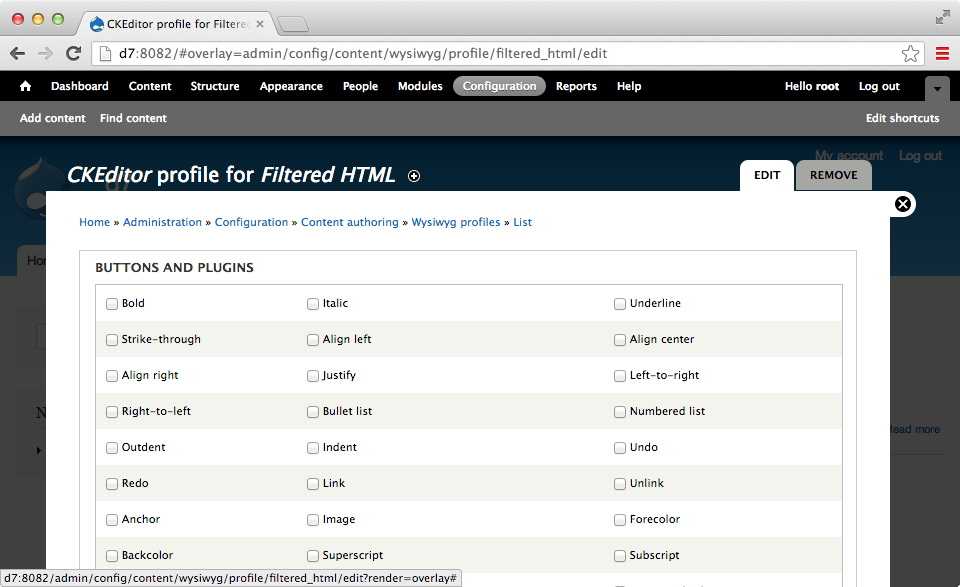 CKEditor profile for Filtere
d7:8082/#overlay=admin/config/content/wysiwyg/profile/filtered_html/edit
Dashboard Content Structure Appearance People Modules Configuration Reports Help Hello root Log out
Add content Find content Edit shortcuts
My account Log out
CKEditor profile for Filtered HTML EDIT REMOVE
Home » Administration » Configuration » Content authoring » Wysiwyg profiles » List
Hor
BUTTONS AND PLUGINS
Bold Italic Underline
Strike-through Align left Align center
Align right Justify Left-to-right
Right-to-left Bullet list Numbered list
N
Read more
Outdent Indent Undo
Redo Link Unlink
Anchor Image Forecolor
Backcolor Superscript Subscript
d7:8082/admin/config/content/wysiwyg/profile/filtered_html/edit?render=overlay#